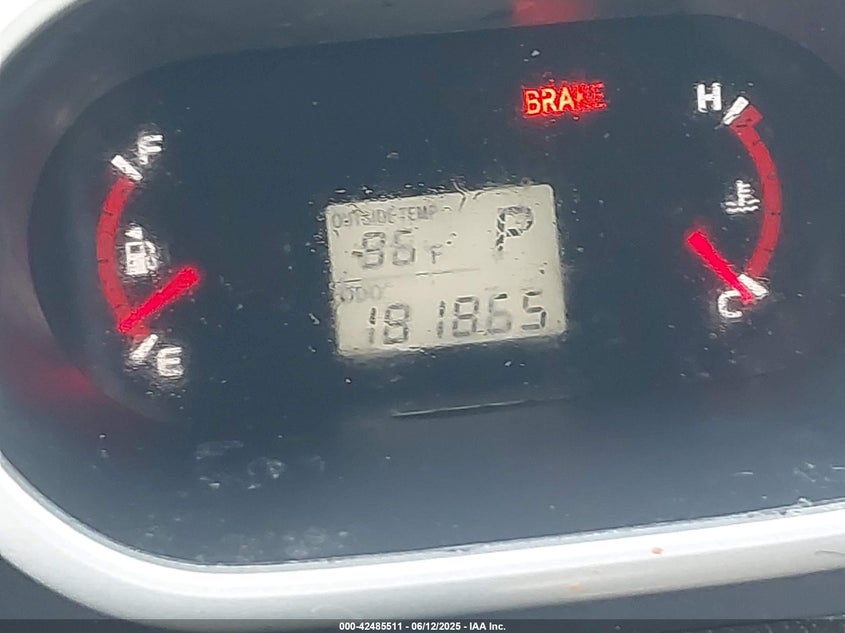 F
BRAKE
H
OUTSIDE TEMP
86 F
P
ODO
181865
C
E
000-42485511 - 06/12/2025 - IAA Inc.